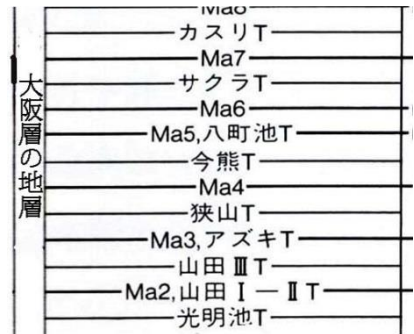 大阪層の地層
Ma8
カスリT
Ma7
サクラT
Ma6
Ma5,八町池T
今熊T
Ma4
狭山T
Ma3,アズキT
山田ⅢT
Ma2,山田Ⅰ—ⅡT
光明池T